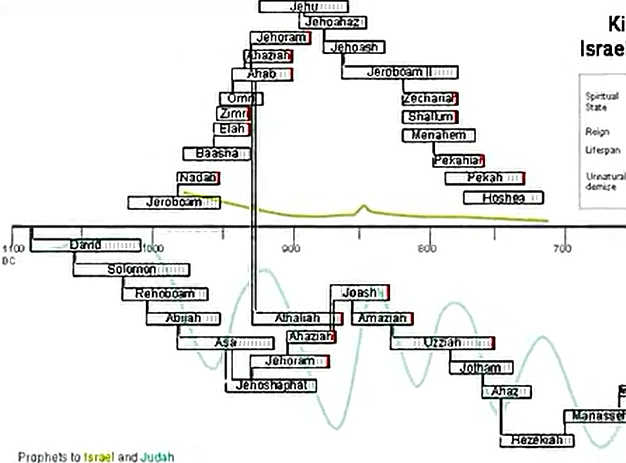 Jehu
Jehoahaz
Ki
Jehoram
Israel
Jehoash
Ahaziah
Ahab
Jeroboam II
Omri
Zechariah
Spiritual
State
Zimri
Shallum
Elah
Menahem
Reign
Baasha
Pekahiah
Lifespan
Nadab
Pekah
Unnatural
demise
Jeroboam
Hoshea
1100
BC
1000
900
800
700
David
Solomon
Rehoboam
Joash
Abijah
Athaliah
Amaziah
Asa
Ahaziah
Uzziah
Jehoram
Jotham
Jehoshaphat
Ahaz
Manasseh
Hezekiah
Prophets to Israel and Judah